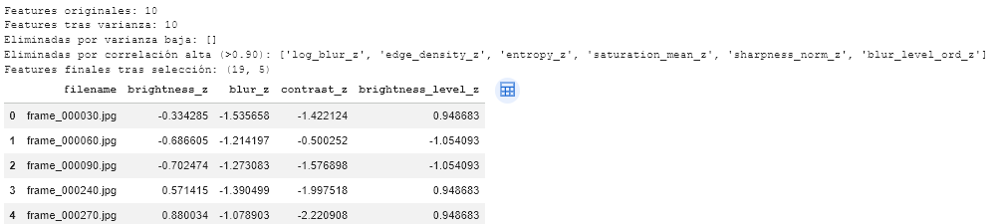 Features originales: 10
Features tras varianza: 10
Eliminadas por varianza baja: []
Eliminadas por correlación alta (>0.90): ['log_blur_z', 'edge_density_z', 'entropy_z', 'saturation_mean_z', 'sharpness_norm_z', 'blur_level_ord_z']
Features finales tras selección: (19, 5)
filename brightness_z blur_z contrast_z brightness_level_z
0 frame_000030.jpg -0.334285 -1.535658 -1.422124 0.948683
1 frame_000060.jpg -0.686605 -1.214197 -0.500252 -1.054093
2 frame_000090.jpg -0.702474 -1.273083 -1.576898 -1.054093
3 frame_000240.jpg 0.571415 -1.390499 -1.997518 0.948683
4 frame_000270.jpg 0.880034 -1.078903 -2.220908 0.948683